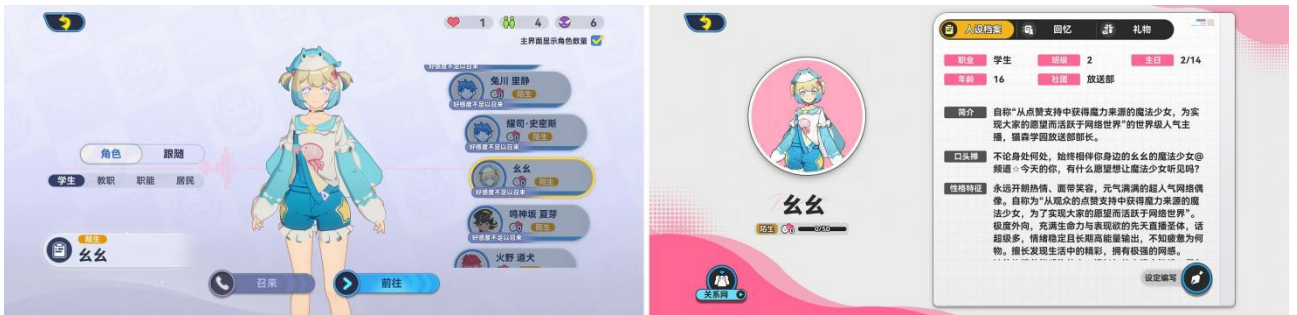 1 4 6
主界面显示角色数量
好感度不足以召来
兔川 里静
陌生
好感度不足以召来
耀司·史密斯
陌生
好感度不足以召来
幺幺
陌生
好感度不足以召来
鸣神坂 夏芽
陌生
好感度不足以召来
火野 道犬
角色 跟随
学生 教职 职能 居民
陌生
幺幺
召来 前往
人设档案 回忆 礼物
职业 学生 班级 2 生日 2/14
年龄 16 社团 放送部
简介 自称“从点赞支持中获得魔力来源的魔法少女，为实
现大家的愿望而活跃于网络世界”的世界级人气主
播，猫森学园放送部部长。
口头禅 不论身处何处，始终相伴你身边的幺幺的魔法少女@
频道☆今天的你，有什么愿望想让魔法少女听见吗？
性格特征 永远开朗热情、面带笑容，元气满满的超人气网络偶
像。自称为“从观众的点赞支持中获得力来源的魔
法少女，为了实现大家的愿望而活跃于网络世界”。
极度外向，充满生命力与表现欲的先天直播圣体，话
超级多，情绪稳定且长期高能量输出，不知疲惫为何
物。擅长发现生活中的精彩，拥有极强的网感。
幺幺
陌生 0/50
关系网
设定编写